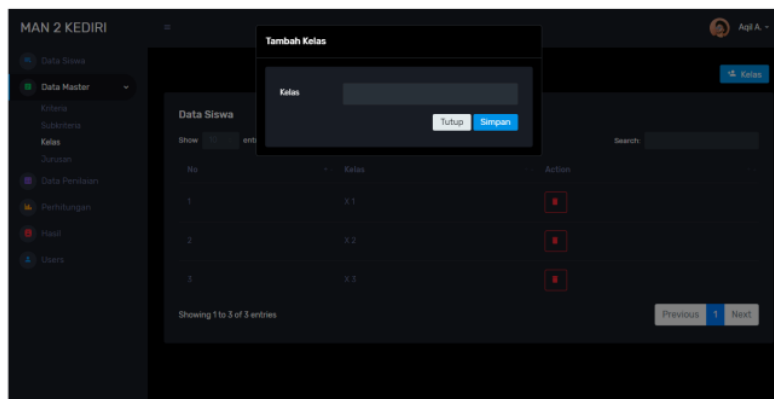 MAN 2 KEDIRI
Aqil A.
Tambah Kelas
Data Siswa
Data Master
Kelas
Kriteria
Subkriteria
Kelas
Jurusan
Data Penilaian
Perhitungan
Hasil
Users
Kelas
Tutup Simpan
Data Siswa
Show 10 entr
Search:
No Kelas Action
1 X 1
2 X 2
3 X 3
Showing 1 to 3 of 3 entries
Previous 1 Next